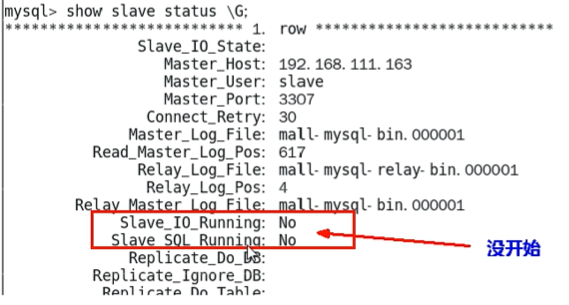 mysql> show slave status \G;
*************************** 1. row ***************************
Slave_IO_State:
Master_Host: 192.168.111.163
Master_User: slave
Master_Port: 3307
Connect_Retry: 30
Master_Log_File: mall-mysql-bin.000001
Read_Master_Log_Pos: 617
Relay_Log_File: mall-mysql-relay-bin.000001
Relay_Log_Pos: 4
Relay_Master_Log_File: mall-mysql-bin.000001
Slave_IO_Running: No
Slave_SQL_Running: No
没开始
Replicate_Do_DB:
Replicate_Ignore_DB:
Replicate_Do_Table: